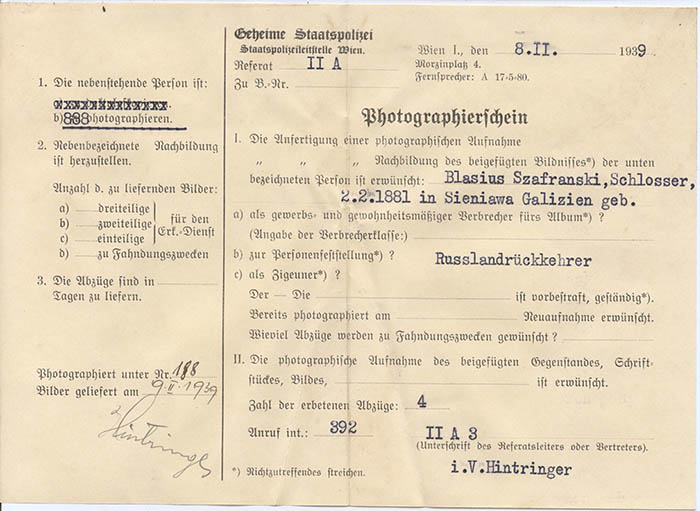 Geheime Staatspolizei
Staatspolizeileitstelle Wien.
Referat II A
Zu B.-Nr.
Wien I., den 8.II. 1939
Morzinplatz 4.
Fernsprecher: A 17-5-80.
1. Die nebenstehende Person ist:
b) photographieren.
2. Nebenbezeichnete Nachbildung
ist herzustellen.
Anzahl d. zu liefernden Bilder:
a) dreiteilige
b) zweiteilige
c) einteilige
für den
Erk.-Dienst
d) zu Fahndungszwecken
3. Die Abzüge sind in
Tagen zu liefern.
Photographiert unter Nr. 188
Bilder geliefert am 9.II.1939
Hintringer
Photographierschein
I. Die Anfertigung einer photographischen Aufnahme
„ „ „ Nachbildung des beigefügten Bildnisses*) der unten
bezeichneten Person ist erwünscht: Blasius Szafranski,Schlosser,
2.2.1881 in Sieniawa Galizien geb.
a) als gewerbs- und gewohnheitsmäßiger Verbrecher fürs Album*) ?
(Angabe der Verbrecherklasse:)
b) zur Personenfeststellung*) ? Russlandrückkehrer
c) als Zigeuner*) ?
Der – Die ist vorbestraft, geständig*).
Bereits photographiert am Neuaufnahme erwünscht.
Wieviel Abzüge werden zu Fahndungszwecken gewünscht ?
II. Die photographische Aufnahme des beigefügten Gegenstandes, Schrift-
stückes, Bildes, ist erwünscht.
Zahl der erbetenen Abzüge: 4
Anruf int.: 392 II A 3
(Unterschrift des Referatsleiters oder Vertreters).
i.V.Hintringer
*) Nichtzutreffendes streichen.